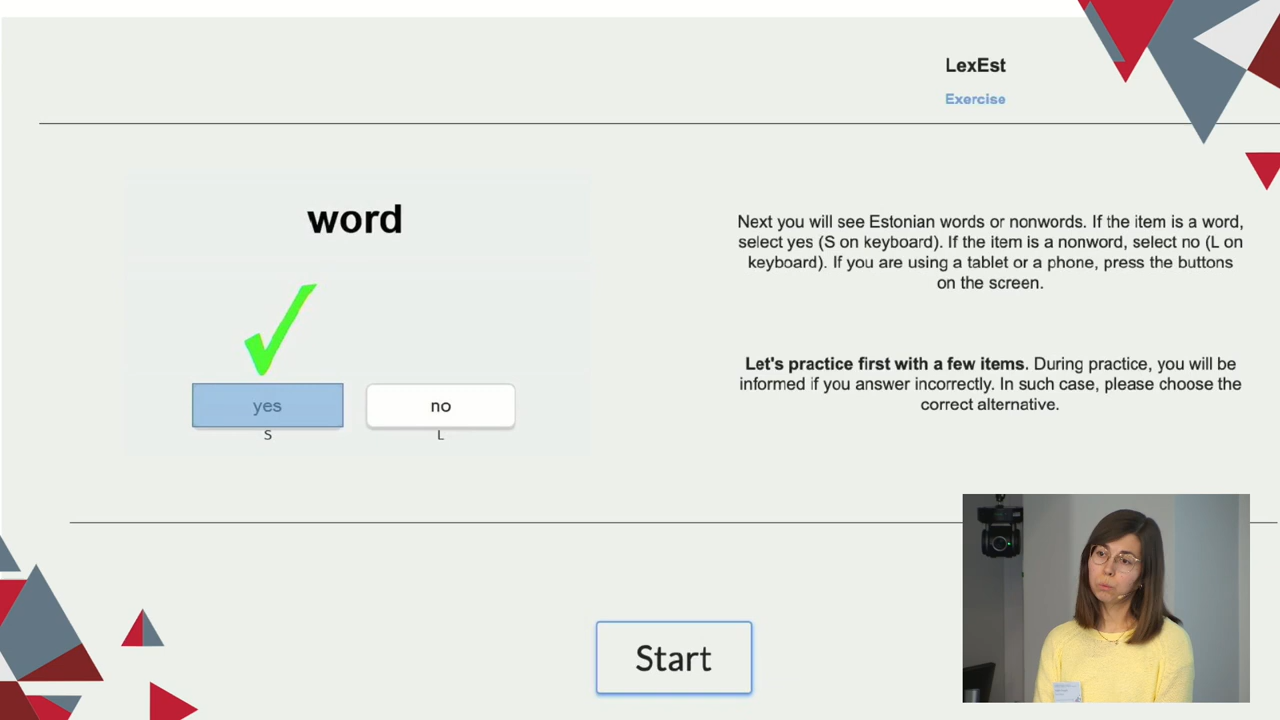 LexEst
Exercise
word
yes
no
S
L
Next you will see Estonian words or nonwords. If the item is a word,
select yes (S on keyboard). If the item is a nonword, select no (L on
keyboard). If you are using a tablet or a phone, press the buttons
on the screen.
Let's practice first with a few items. During practice, you will be
informed if you answer incorrectly. In such case, please choose the
correct alternative.
Start